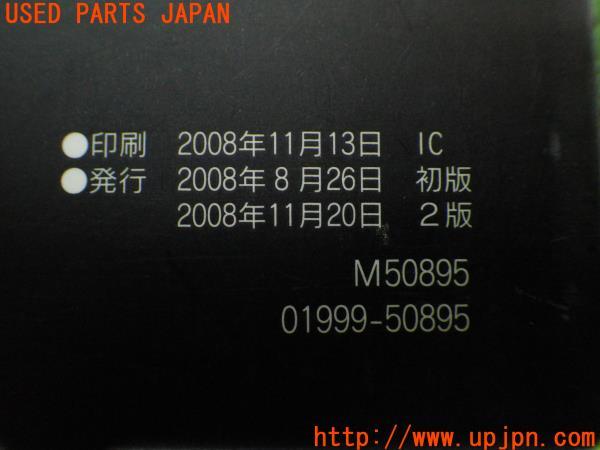 USED PARTS JAPAN
●印刷 2008年11月13日 IC
●発行 2008年 8月26日 初版
2008年11月20日 2版
M50895
01999-50895
http://www.upjpn.com